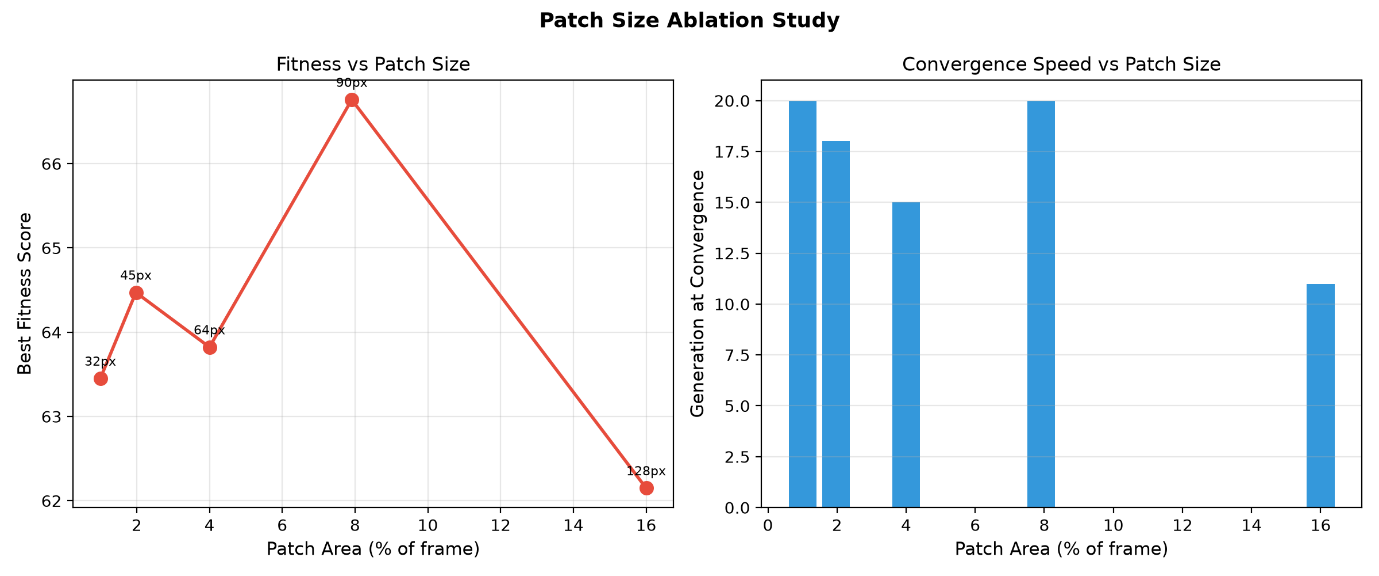 Patch Size Ablation Study
Fitness vs Patch Size
Best Fitness Score
66
65
64
63
62
32px
45px
64px
90px
128px
2 4 6 8 10 12 14 16
Patch Area (% of frame)
Convergence Speed vs Patch Size
Generation at Convergence
20.0
17.5
15.0
12.5
10.0
7.5
5.0
2.5
0.0
0 2 4 6 8 10 12 14 16
Patch Area (% of frame)